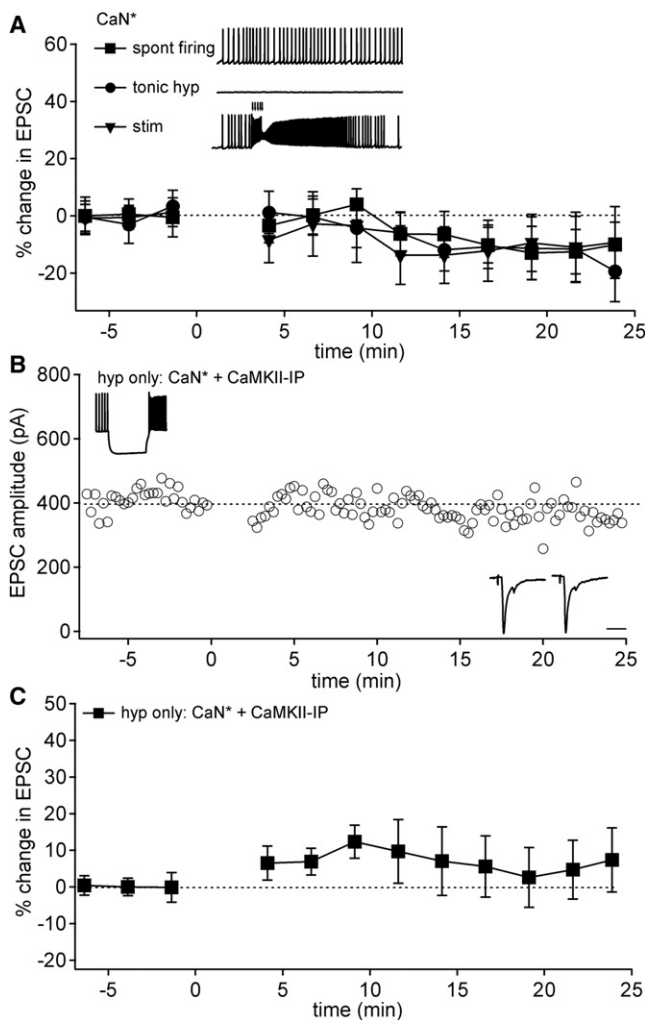 A
CaN*
spont firing
tonic hyp
stim
% change in EPSC
60
40
20
0
-20
-5 0 5 10 15 20 25
time (min)
B
hyp only: CaN* + CaMKII-IP
EPSC amplitude (pA)
800
600
400
200
0
-5 0 5 10 15 20 25
time (min)
C
hyp only: CaN* + CaMKII-IP
% change in EPSC
50
40
30
20
10
0
-10
-20
-5 0 5 10 15 20 25
time (min)